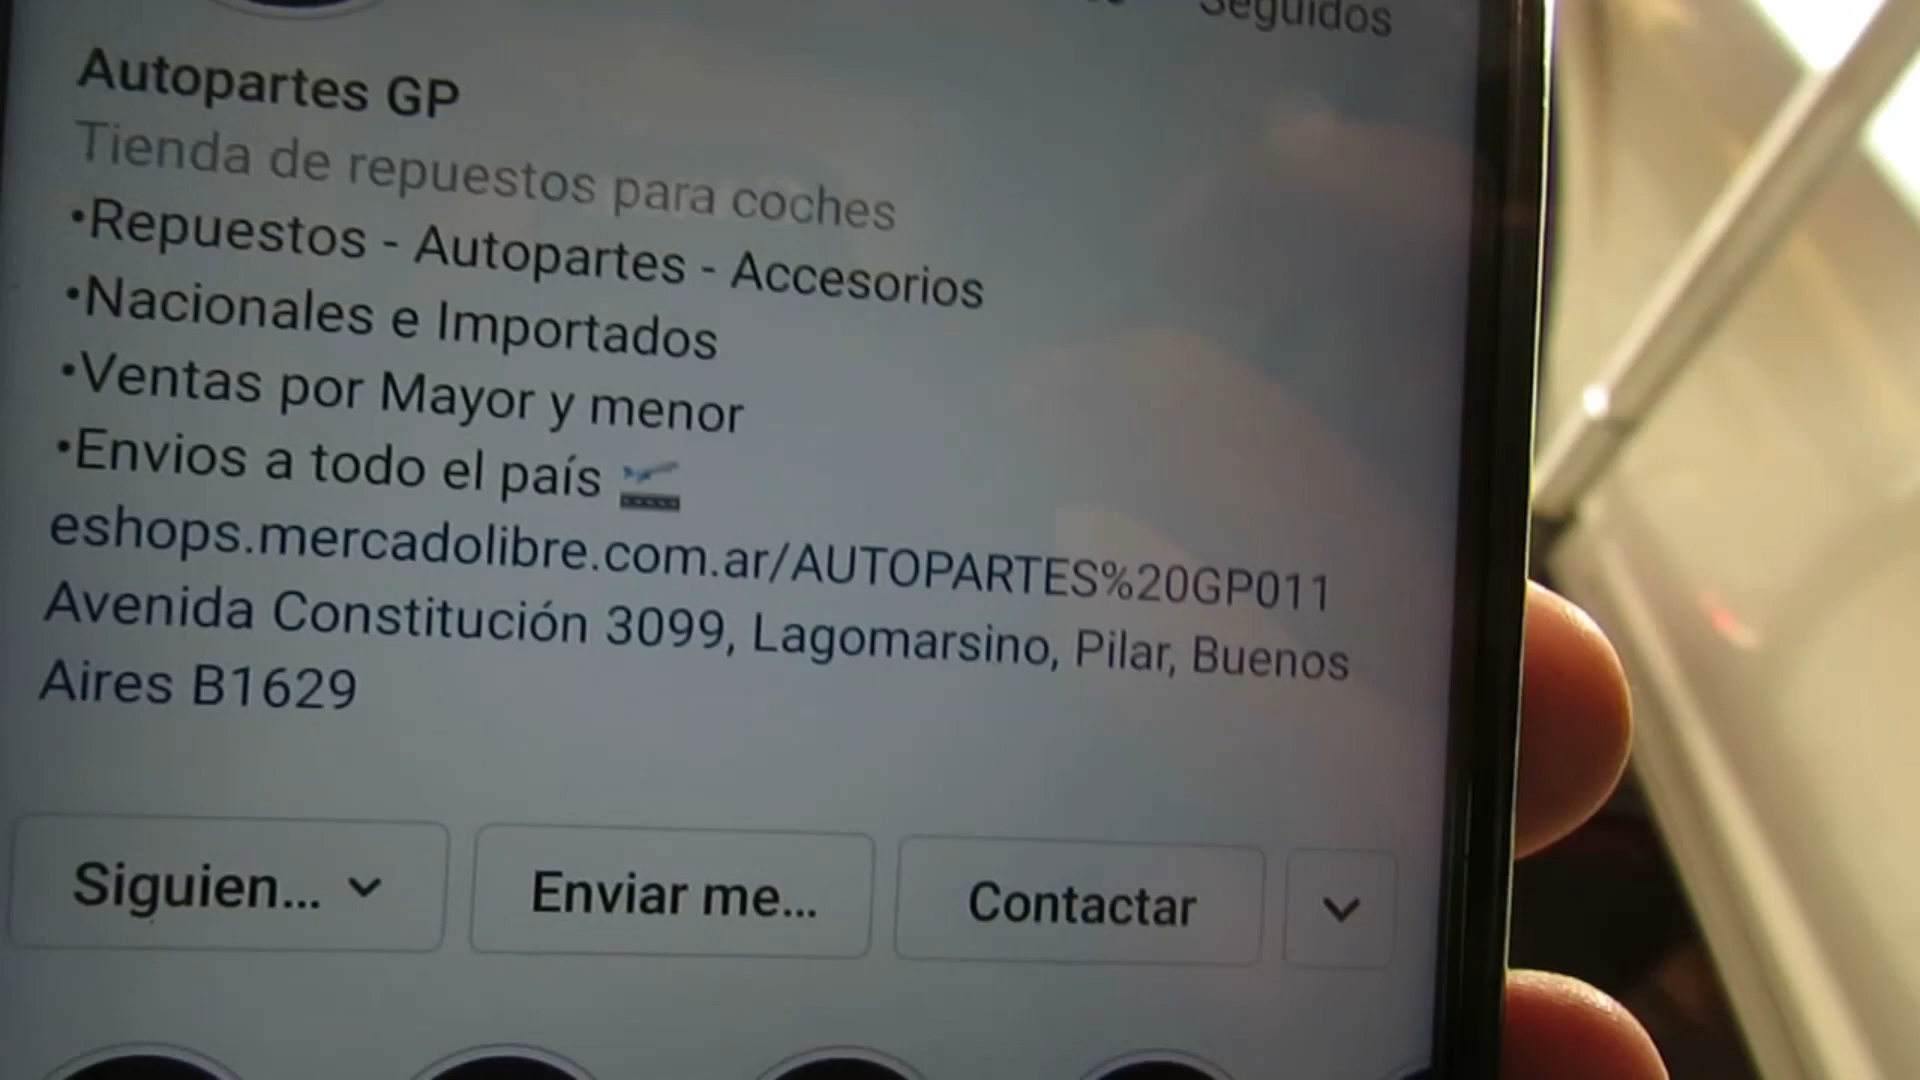 Seguidos
Autopartes GP
Tienda de repuestos para coches
•Repuestos - Autopartes - Accesorios
•Nacionales e Importados
•Ventas por Mayor y menor
•Envios a todo el país 🛫
eshops.mercadolibre.com.ar/AUTOPARTES%20GP011
Avenida Constitución 3099, Lagomarsino, Pilar, Buenos
Aires B1629
Siguien... Enviar me... Contactar